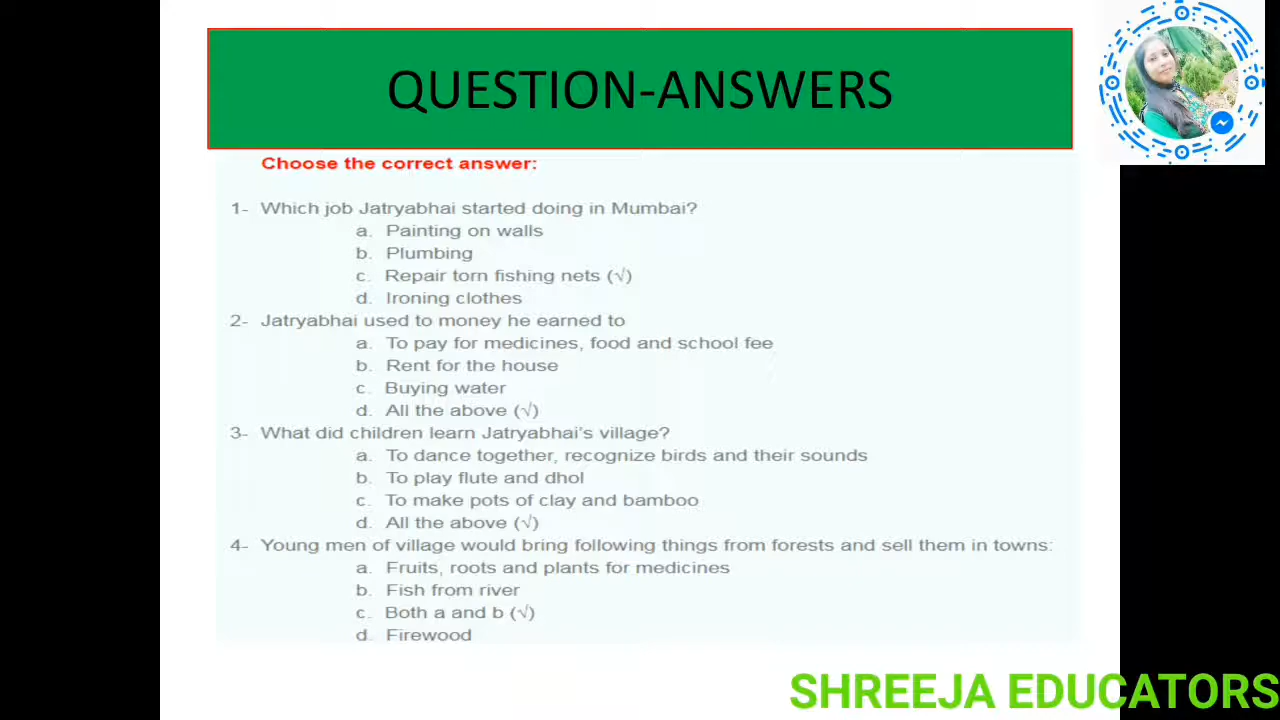 QUESTION-ANSWERS
Choose the correct answer:
1- Which job Jatryabhai started doing in Mumbai?
a. Painting on walls
b. Plumbing
c. Repair torn fishing nets (√)
d. Ironing clothes
2- Jatryabhai used to money he earned to
a. To pay for medicines, food and school fee
b. Rent for the house
c. Buying water
d. All the above (√)
3- What did children learn Jatryabhai's village?
a. To dance together, recognize birds and their sounds
b. To play flute and dhol
c. To make pots of clay and bamboo
d. All the above (√)
4- Young men of village would bring following things from forests and sell them in towns:
a. Fruits, roots and plants for medicines
b. Fish from river
c. Both a and b (√)
d. Firewood
SHREEJA EDUCATORS